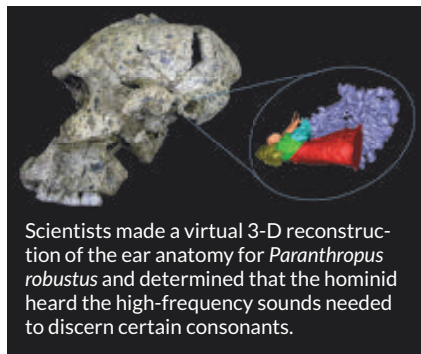 Scientists made a virtual 3-D reconstruc-
tion of the ear anatomy for Paranthropus
robustus and determined that the hominid
heard the high-frequency sounds needed
to discern certain consonants.